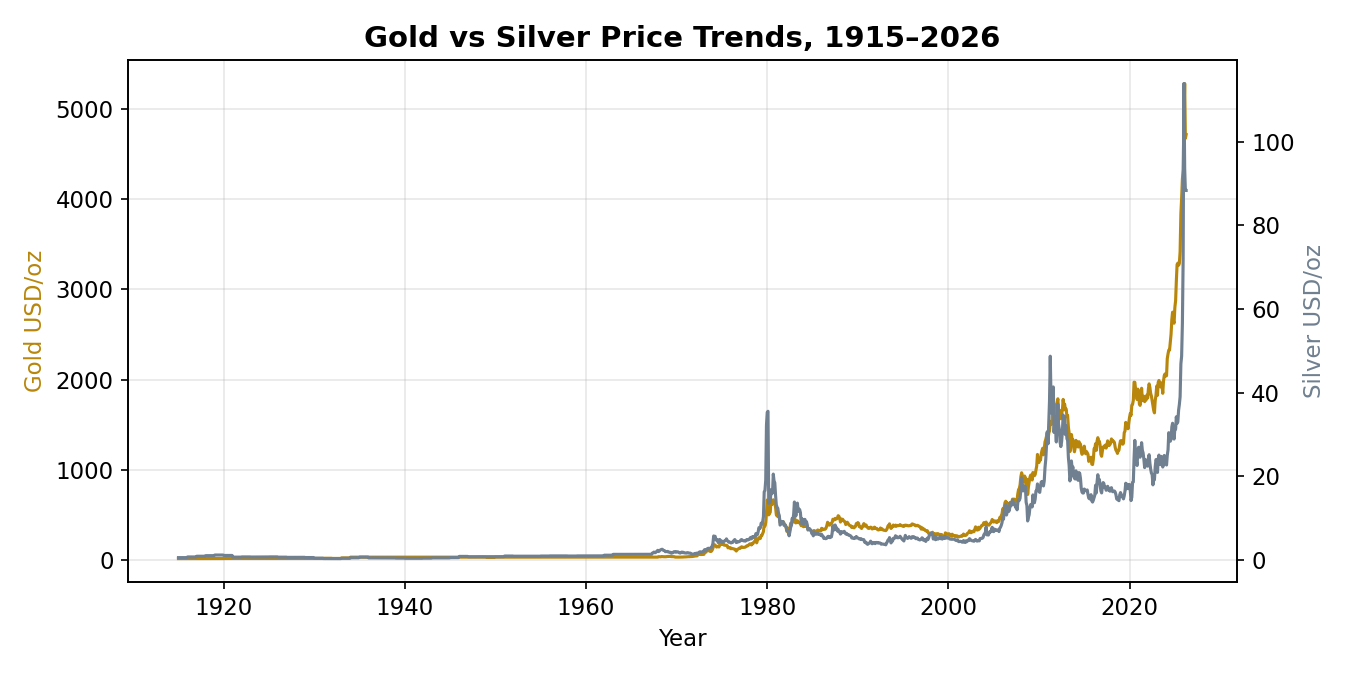 Gold vs Silver Price Trends, 1915–2026
Gold USD/oz
5000
4000
3000
2000
1000
0
100
80
60
40
20
0
Silver USD/oz
1920 1940 1960 1980 2000 2020
Year